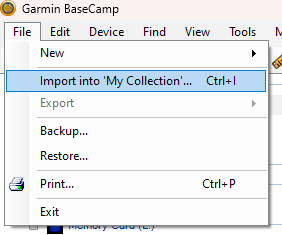 Garmin BaseCamp
File Edit Device Find View Tools
New
Import into 'My Collection'... Ctrl+I
Export
Backup...
Restore...
Print... Ctrl+P
Exit
Memory Card (E:)